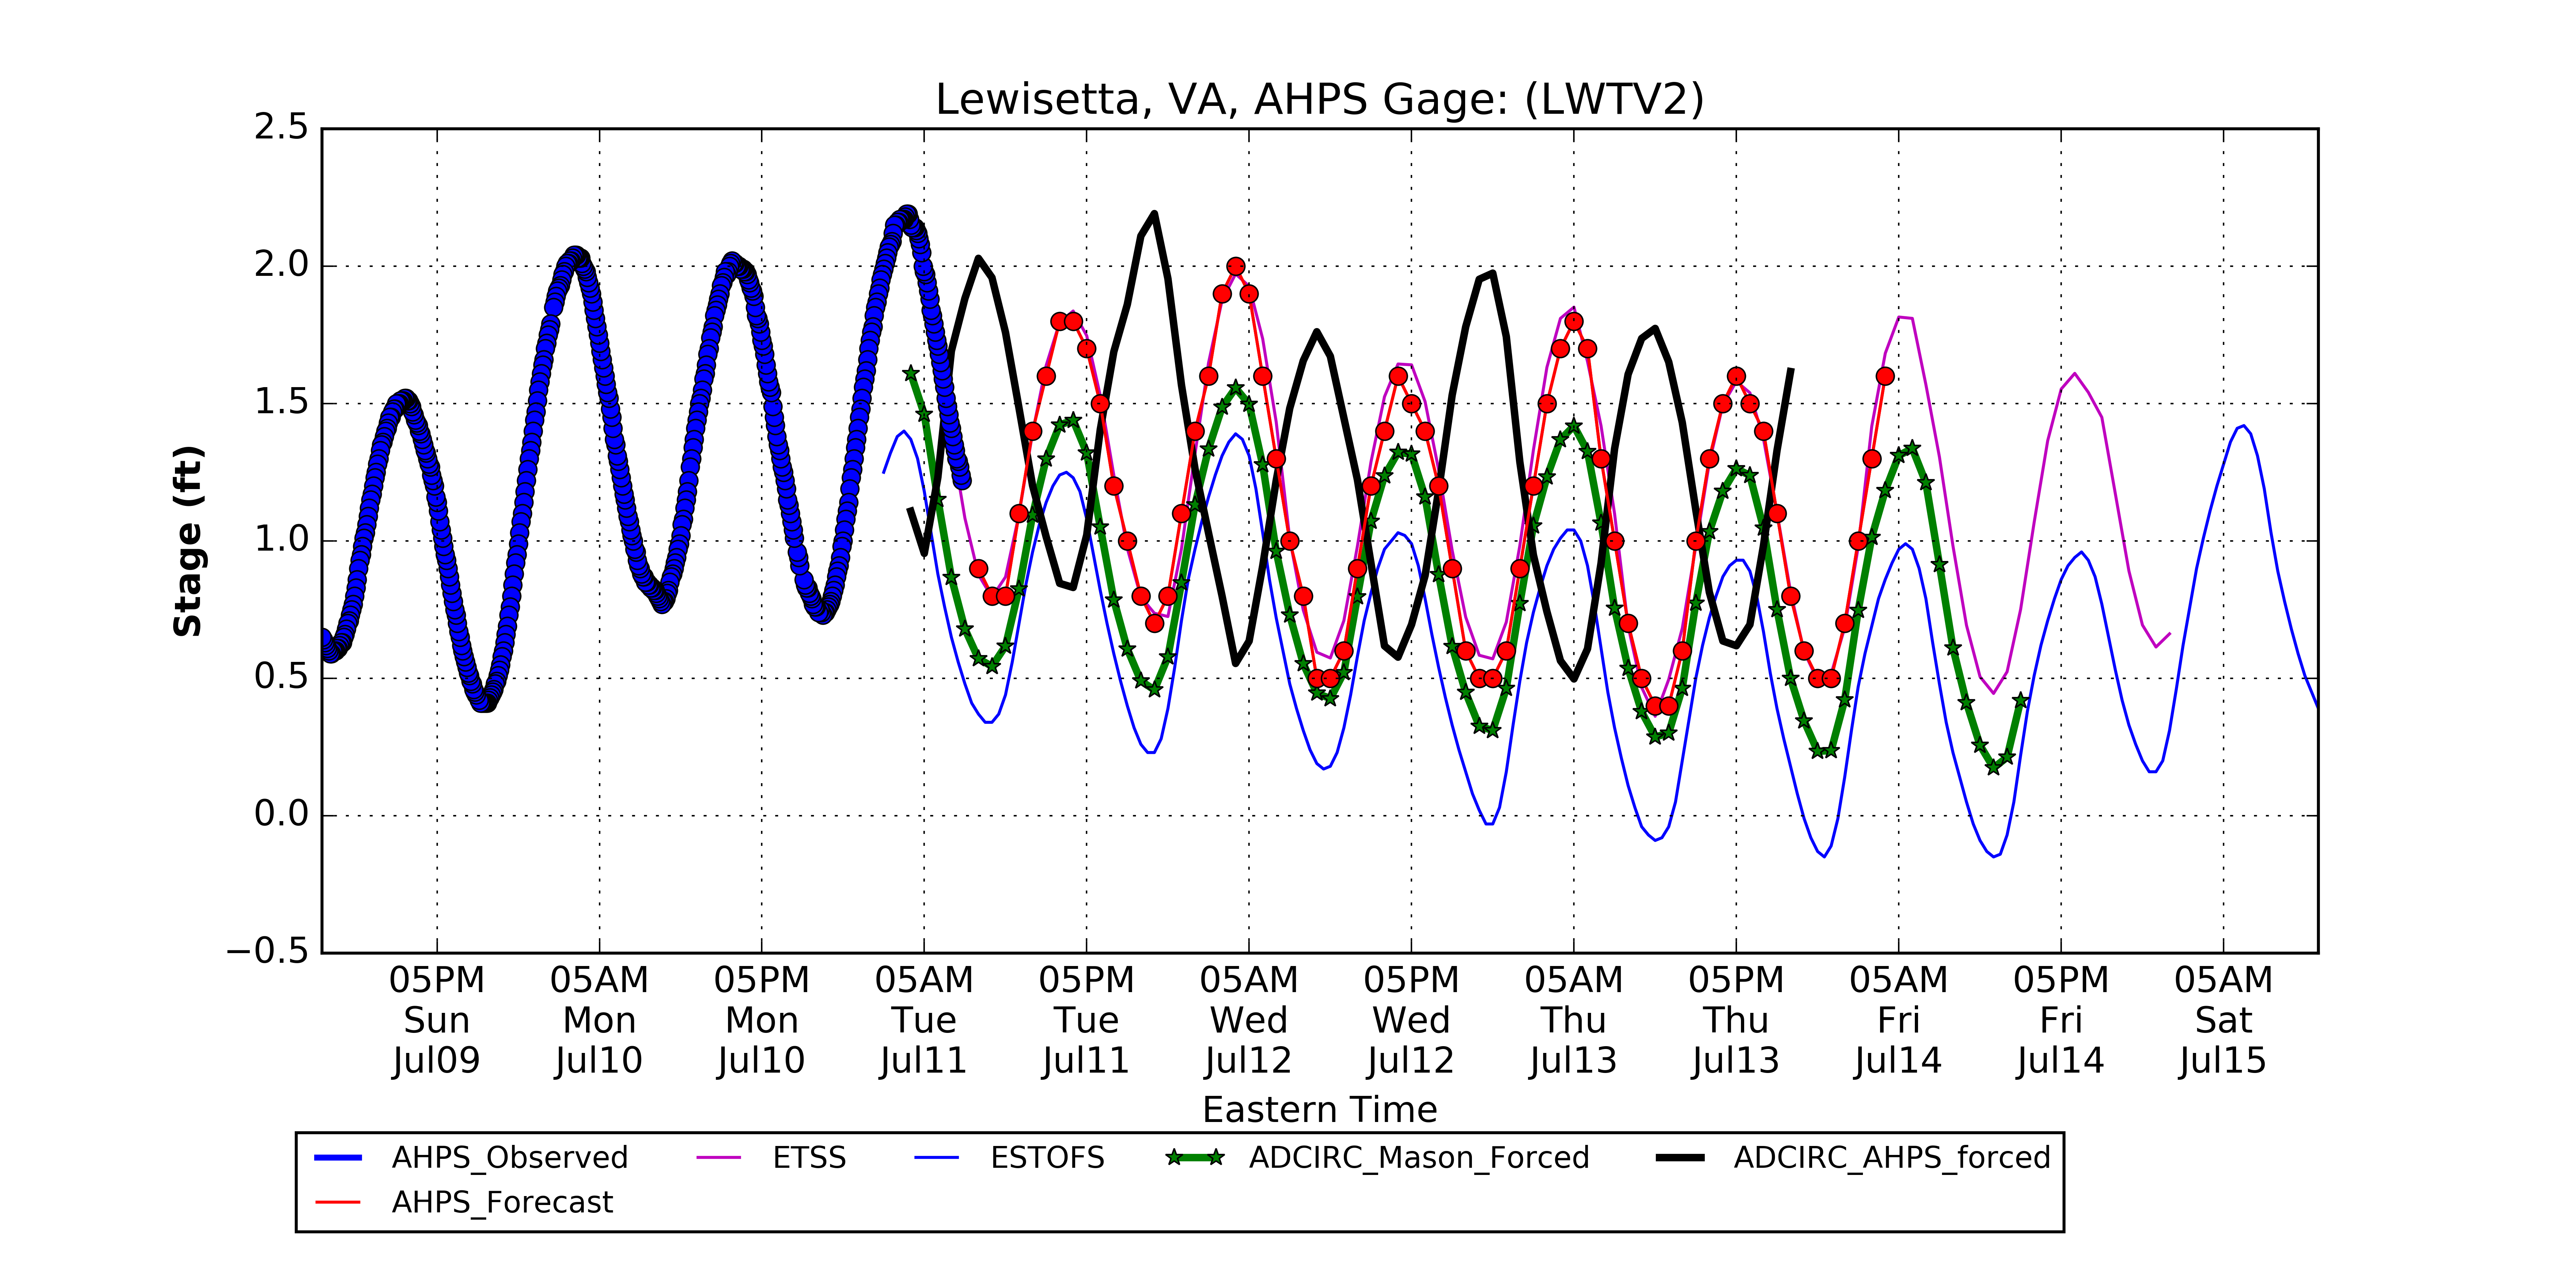 Lewisetta, VA, AHPS Gage: (LWTV2)
2.5
2.0
1.5
1.0
0.5
0.0
−0.5
Stage (ft)
05PM 05AM 05PM 05AM 05PM 05AM 05PM 05AM 05PM 05AM 05PM 05AM
Sun Mon Mon Tue Tue Wed Wed Thu Thu Fri Fri Sat
Jul09 Jul10 Jul10 Jul11 Jul11 Jul12 Jul12 Jul13 Jul13 Jul14 Jul14 Jul15
Eastern Time
AHPS_Observed ETSS ESTOFS ADCIRC_Mason_Forced ADCIRC_AHPS_forced
AHPS_Forecast